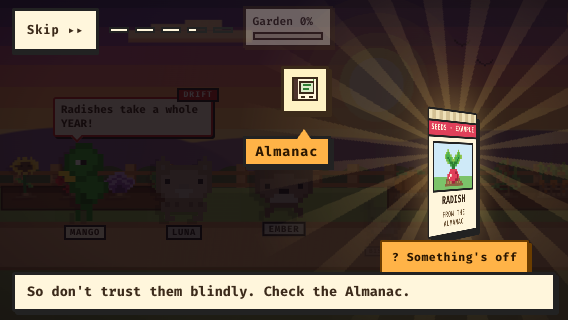 Skip ▸▸
Garden 0%
DRIFT
Radishes take a whole
YEAR!
Almanac
SEEDS · EXAMPLE
RADISH
FROM THE
ALMANAC
MANGO
LUNA
EMBER
? Something's off
So don't trust them blindly. Check the Almanac.